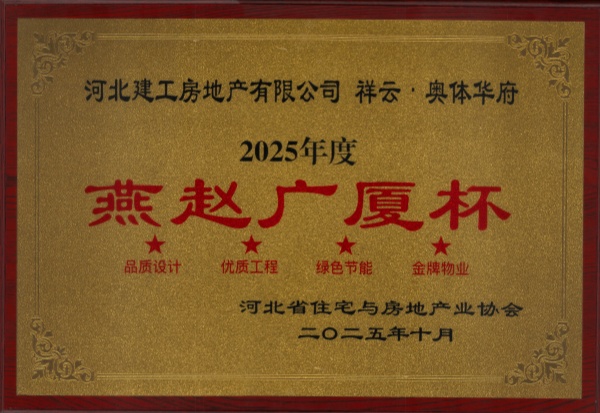 河北建工房地产有限公司 祥云·奥体华府
2025年度
燕赵广厦杯
★ ★ ★ ★
品质设计 优质工程 绿色节能 金牌物业
河北省住宅与房地产业协会
二〇二五年十月